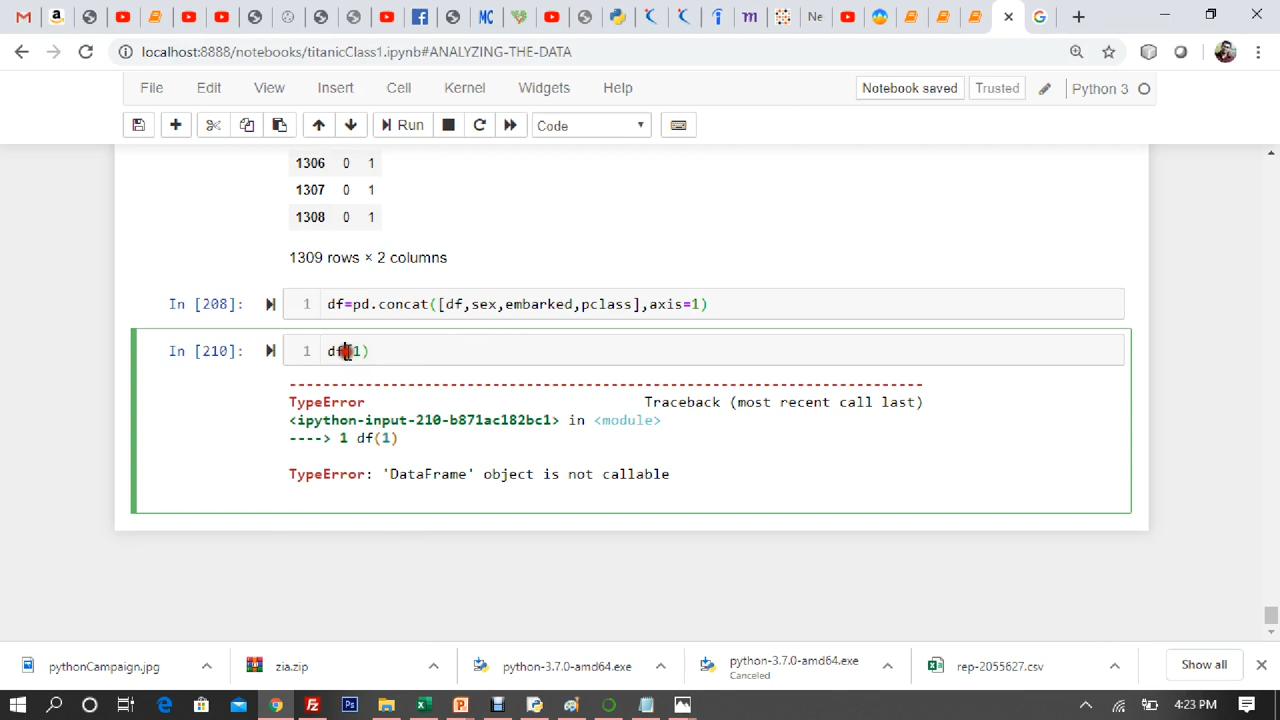 MC
Ne
localhost:8888/notebooks/titanicClass1.ipynb#ANALYZING-THE-DATA
File Edit View Insert Cell Kernel Widgets Help Notebook saved Trusted Python 3
Run Code
1306 0 1
1307 0 1
1308 0 1
1309 rows × 2 columns
In [208]: 1 df=pd.concat([df,sex,embarked,pclass],axis=1)
In [210]: 1 df(1)
TypeError Traceback (most recent call last)
<ipython-input-210-b871ac182bc1> in <module>
----> 1 df(1)
TypeError: 'DataFrame' object is not callable
pythonCampaign.jpg zia.zip python-3.7.0-amd64.exe python-3.7.0-amd64.exe rep-2055627.csv Show all
Canceled
4:23 PM